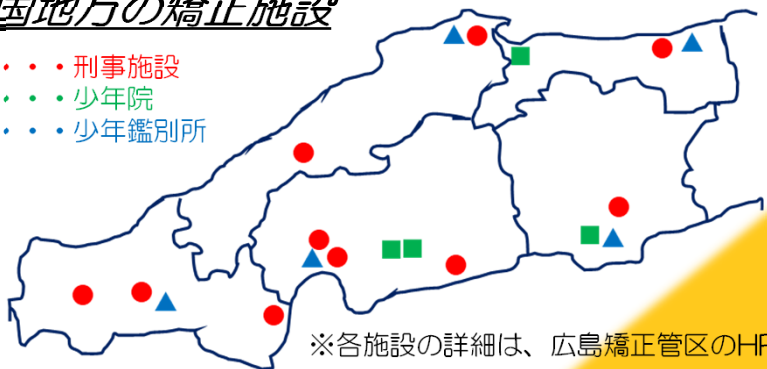 国地方の矯正施設
・・・刑事施設
・・・少年院
・・・少年鑑別所
※各施設の詳細は、広島矯正管区のHP